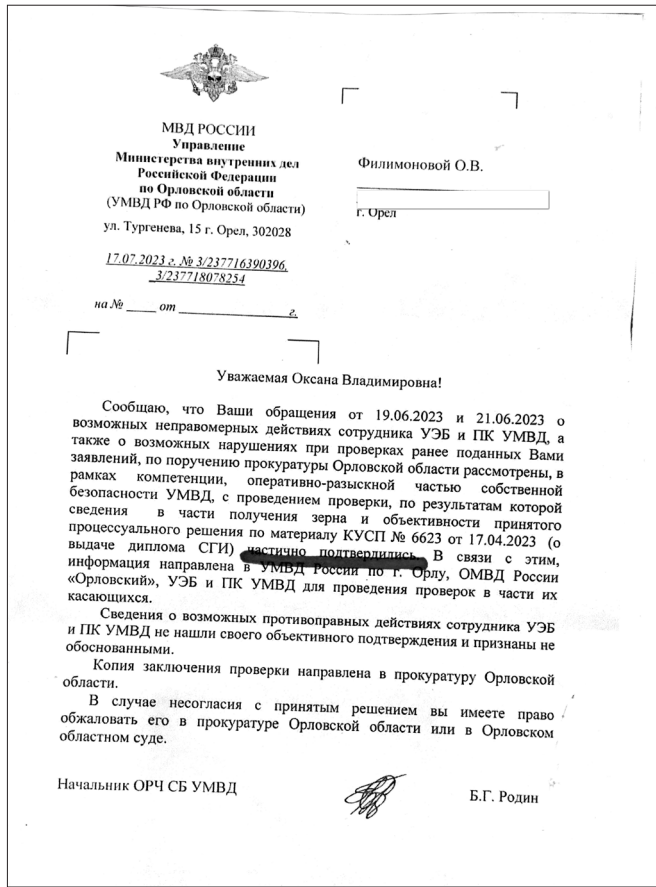 МВД РОССИИ
Управление
Министерства внутренних дел
Российской Федерации
по Орловской области
(УМВД РФ по Орловской области)
ул. Тургенева, 15 г. Орел, 302028
17.07.2023 г. № 3/237716390396,
3/237718078254
на № _____ от _______________ г.
Филимоновой О.В.
г. Орел
Уважаемая Оксана Владимировна!
Сообщаю, что Ваши обращения от 19.06.2023 и 21.06.2023 о
возможных неправомерных действиях сотрудника УЭБ и ПК УМВД, а
также о возможных нарушениях при проверках ранее поданных Вами
заявлений, по поручению прокуратуры Орловской области рассмотрены, в
рамках компетенции, оперативно-разыскной частью собственной
безопасности УМВД, с проведением проверки, по результатам которой
сведения в части получения зерна и объективности принятого
процессуального решения по материалу КУСП № 6623 от 17.04.2023 (о
выдаче диплома СГИ) частично подтвердились. В связи с этим,
информация направлена в УМВД России по г. Орлу, ОМВД России
«Орловский», УЭБ и ПК УМВД для проведения проверок в части их
касающихся.
Сведения о возможных противоправных действиях сотрудника УЭБ
и ПК УМВД не нашли своего объективного подтверждения и признаны не
обоснованными.
Копия заключения проверки направлена в прокуратуру Орловской
области.
В случае несогласия с принятым решением вы имеете право
обжаловать его в прокуратуре Орловской области или в Орловском
областном суде.
Начальник ОРЧ СБ УМВД
Б.Г. Родин